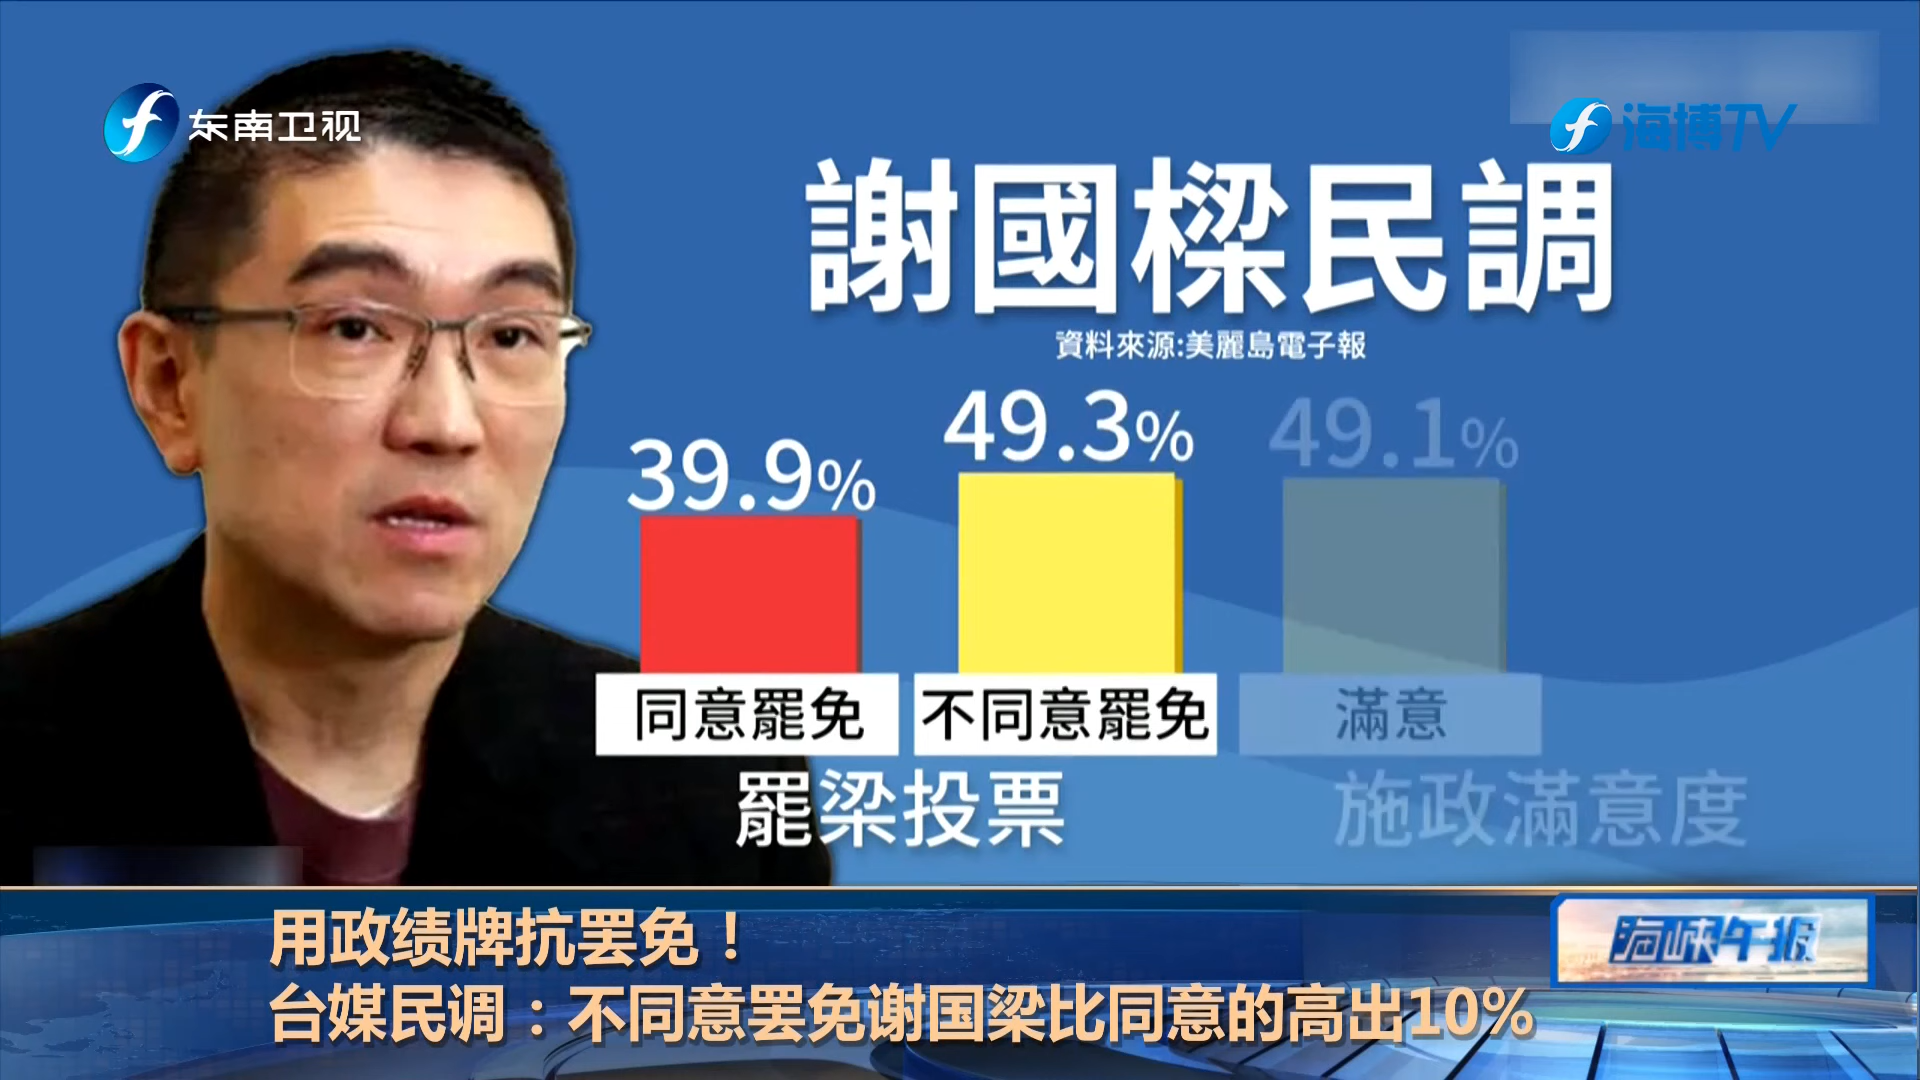 东南卫视
海博TV
謝國樑民調
資料來源:美麗島電子報
39.9%
49.3%
49.1%
同意罷免
不同意罷免
滿意
罷梁投票
施政滿意度
用政绩牌抗罢免！
台媒民调：不同意罢免谢国梁比同意的高出10%
海峡午报